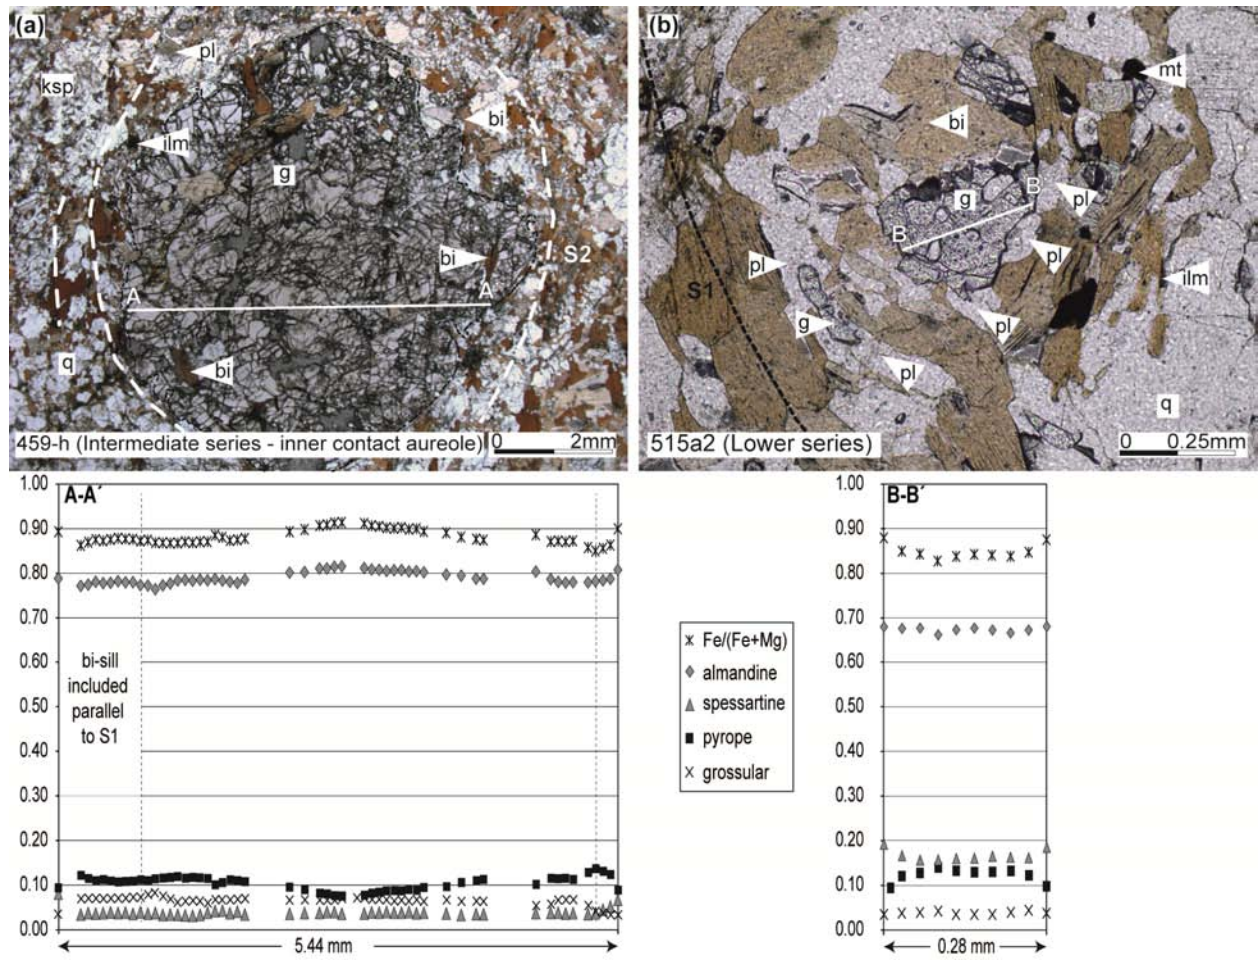 (a)
pl
ksp
bi
ilm
g
bi
S2
A
A
q
bi
459-h (Intermediate series - inner contact aureole)
0 2mm
(b)
mt
bi
g
B
B
pl
pl
pl
S1
ilm
g
pl
pl
q
515a2 (Lower series)
0 0.25mm
A-A´
1.00
0.90
0.80
0.70
0.60
0.50
0.40
0.30
0.20
0.10
0.00
bi-sill
included
parallel
to S1
5.44 mm
Fe/(Fe+Mg)
almandine
spessartine
pyrope
grossular
B-B´
1.00
0.90
0.80
0.70
0.60
0.50
0.40
0.30
0.20
0.10
0.00
0.28 mm